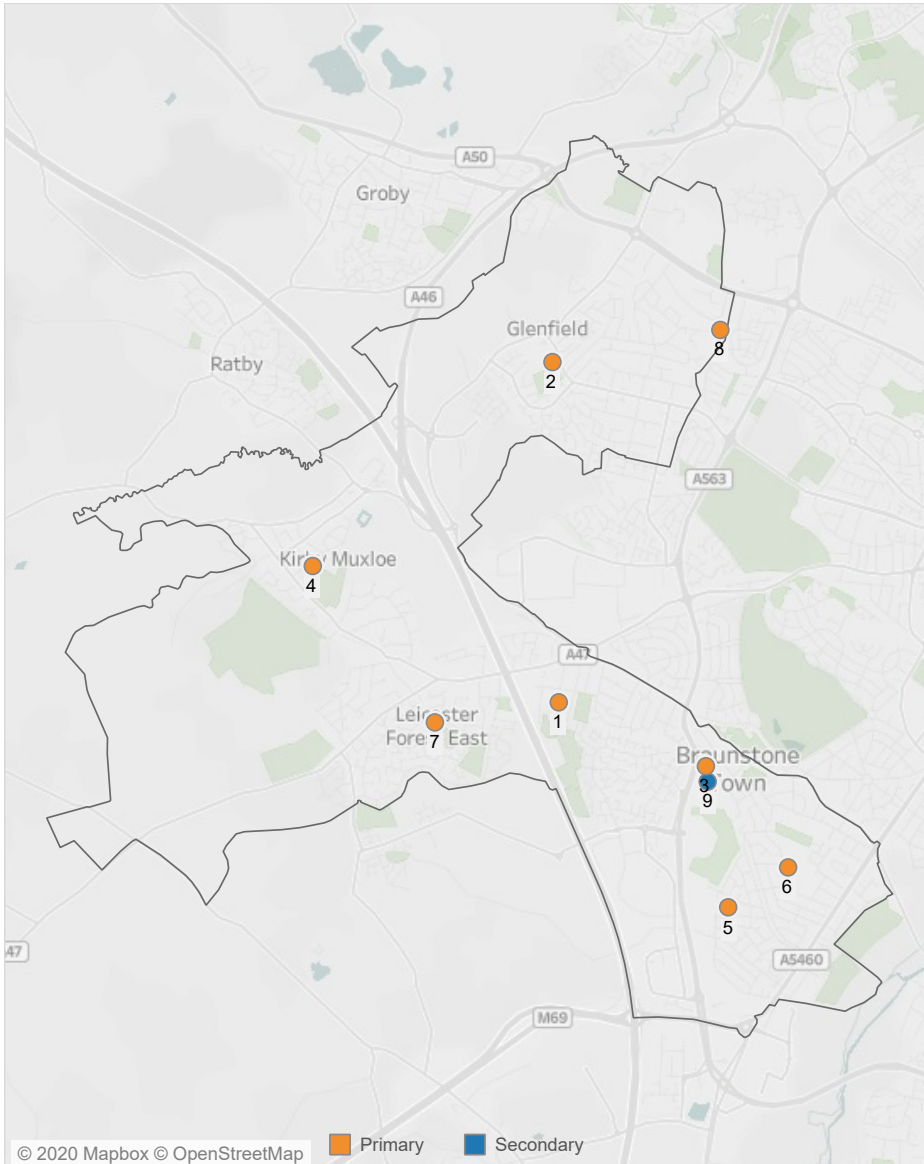 A50
Groby
A46
Glenfield
8
Ratby
2
A563
Kirby Muxloe
4
A47
1
Leicester
Forest East
7
Braunstone
Town
3
9
6
5
47
A5460
M69
Primary
Secondary
© 2020 Mapbox © OpenStreetMap